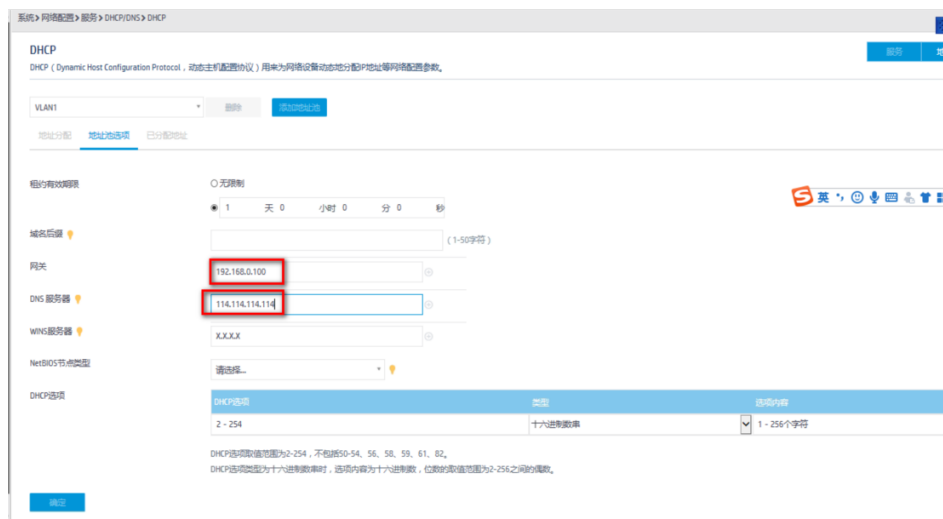 系统>网络配置>服务>DHCP/DNS>DHCP
DHCP
服务
DHCP（Dynamic Host Configuration Protocol，动态主机配置协议）用来为网络设备动态地分配IP地址等网络配置参数。
VLAN1 删除 添加地址池
地址分配 地址池选项 已分配地址
租约有效期限 无限制
1 天 0 小时 0 分 0 秒
英
域名后缀 （1-50字符）
网关 192.168.0.100
DNS 服务器 114.114.114.114
WINS服务器 X.X.X.X
NetBIOS节点类型 请选择...
DHCP选项 DHCP选项 类型 选项内容
2 - 254 十六进制数串 1 - 256个字符
DHCP选项取值范围为2-254，不包括50-54、56、58、59、61、82。
DHCP选项类型为十六进制数串时，选项内容为十六进制数，位数的取值范围为2-256之间的偶数。
确定